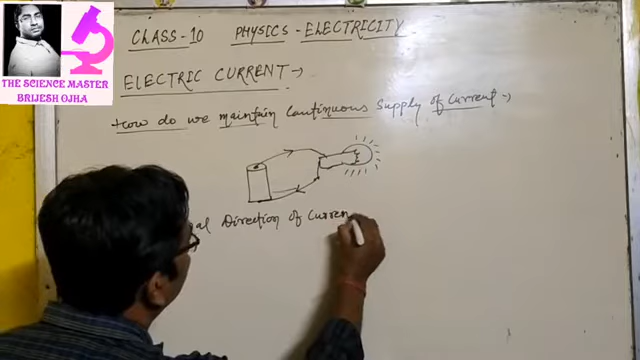 CLASS-10 PHYSICS - ELECTRICITY
THE SCIENCE MASTER
BRIJESH OJHA
ELECTRIC CURRENT →
How do we maintain Continuous Supply of Current →
Direction of Curren